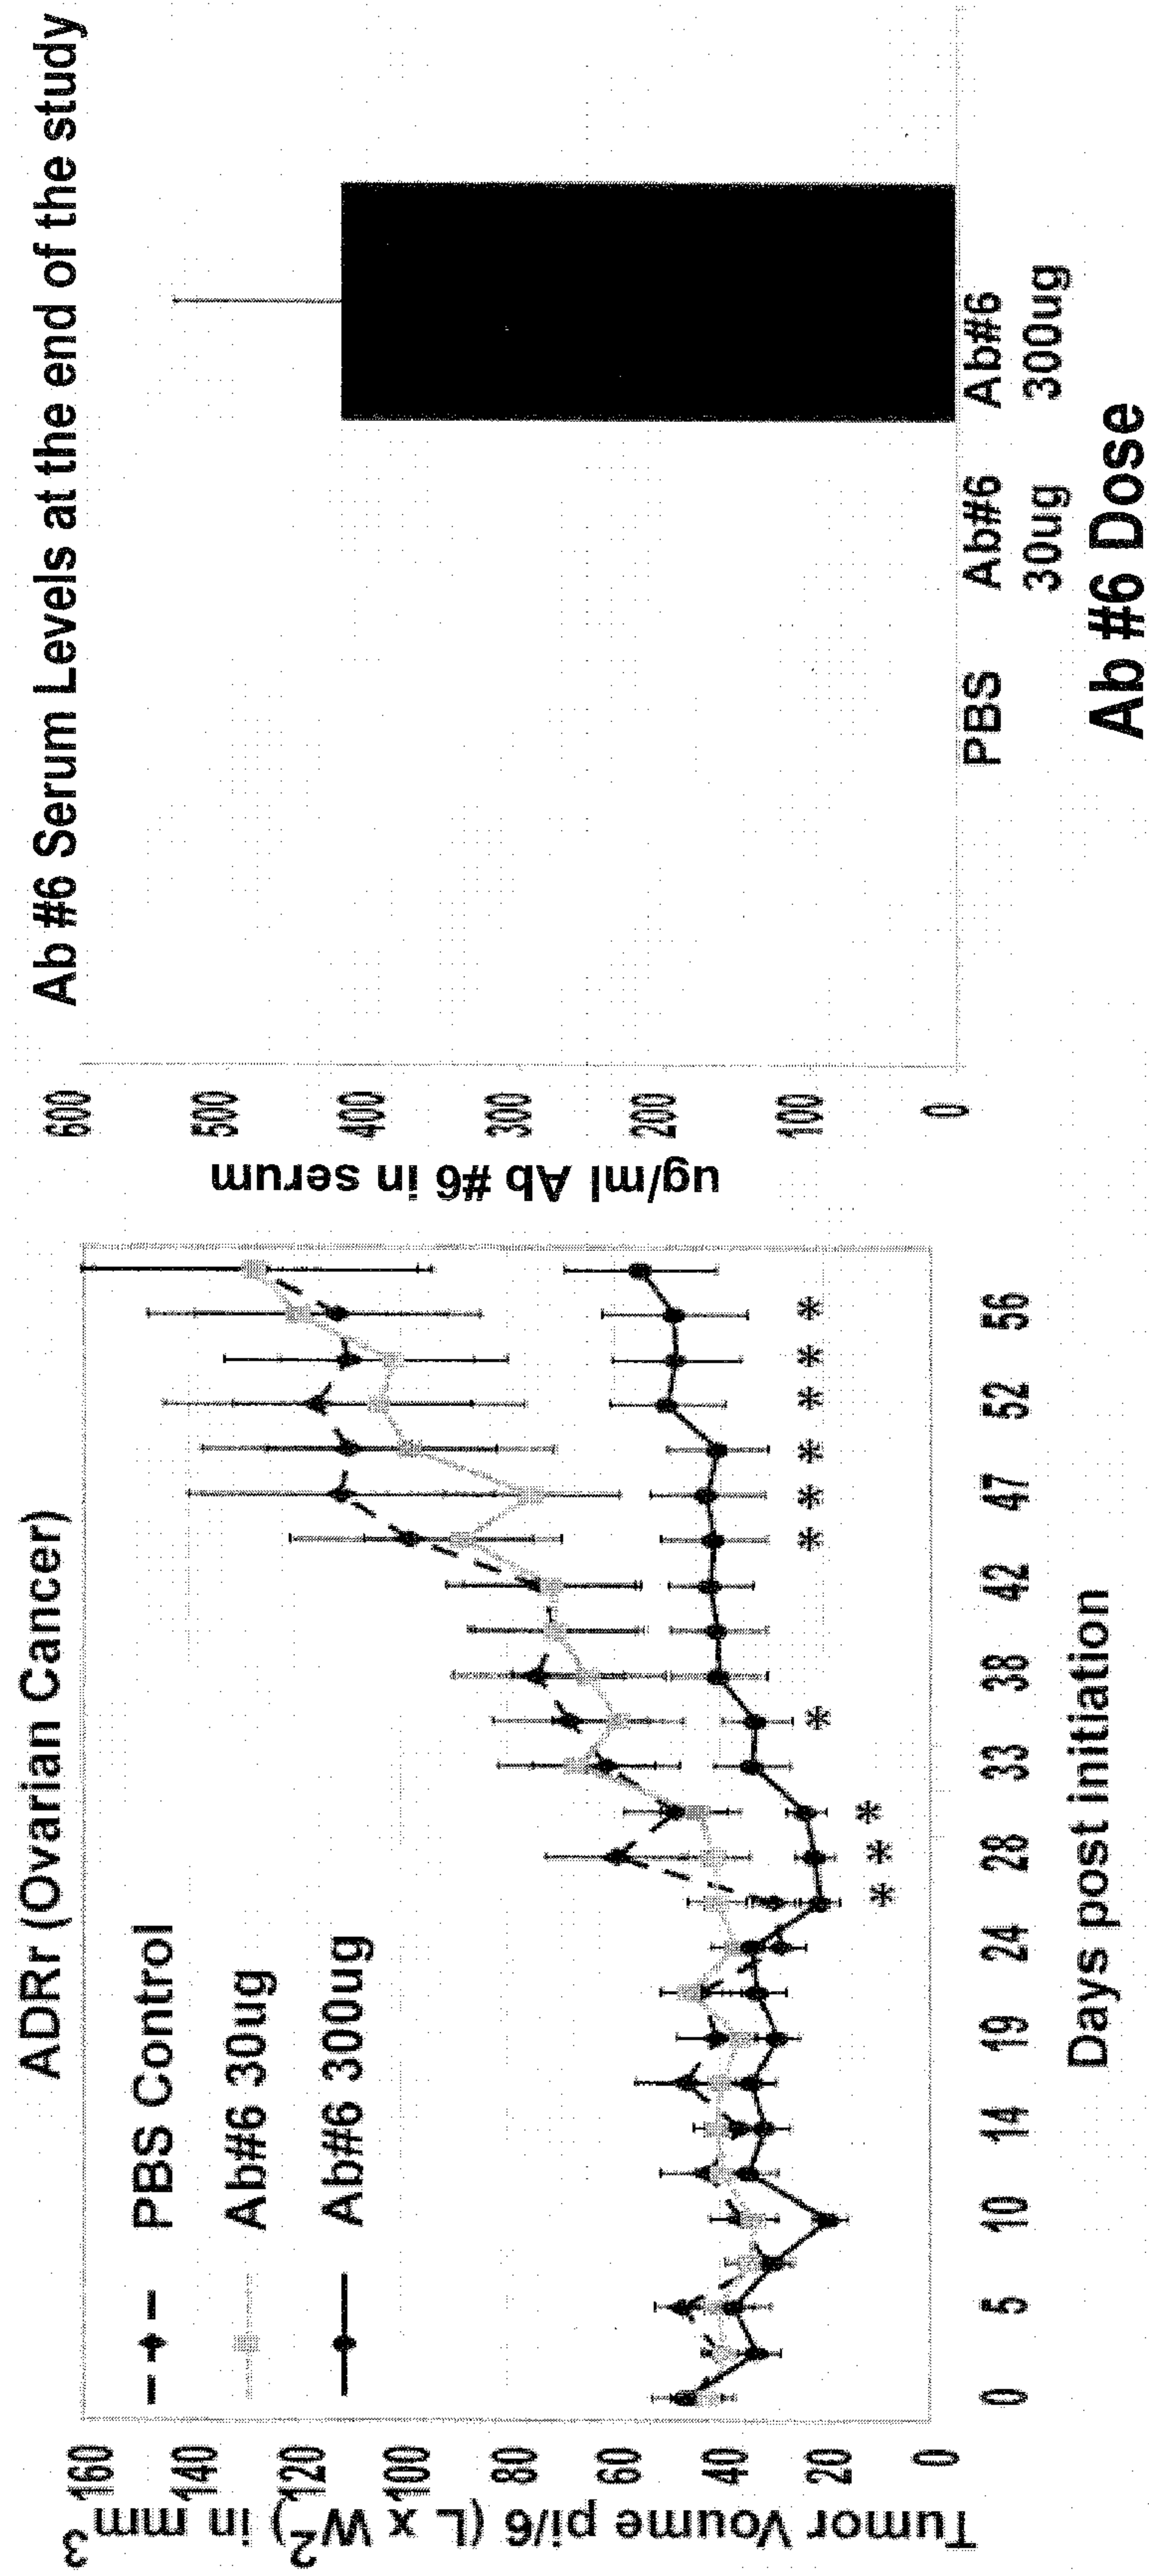 ADRr (Ovarian Cancer)
PBS Control
Ab#6 30ug
Ab#6 300ug
160
140
120
100
80
60
40
20
0
Tumor Voume pi/6 (L x W²) in mm³
* * * * * * * * * *
0 5 10 14 19 24 28 33 38 42 47 52 56
Days post initiation
Ab #6 Serum Levels at the end of the study
600
500
400
300
200
100
0
ug/ml Ab #6 in serum
PBS Ab#6 Ab#6
30ug 300ug
Ab #6 Dose